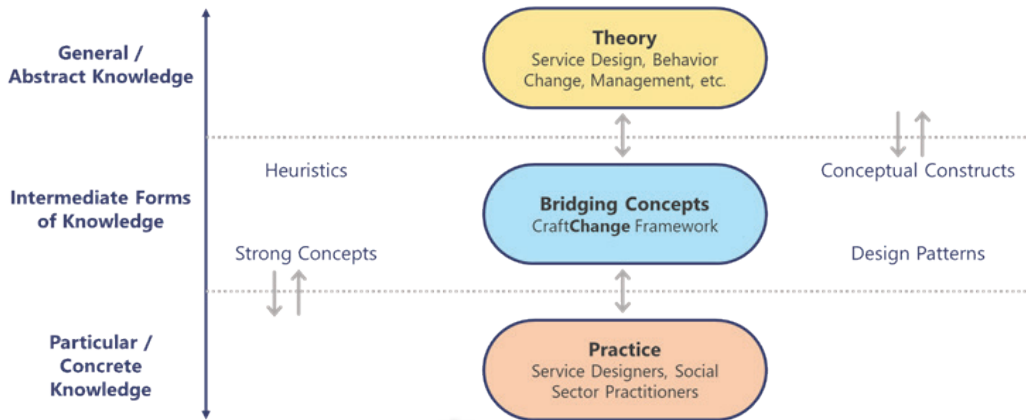 General /
Abstract Knowledge
Theory
Service Design, Behavior
Change, Management, etc.
Heuristics
Conceptual Constructs
Intermediate Forms
of Knowledge
Bridging Concepts
CraftChange Framework
Strong Concepts
Design Patterns
Particular /
Concrete
Knowledge
Practice
Service Designers, Social
Sector Practitioners